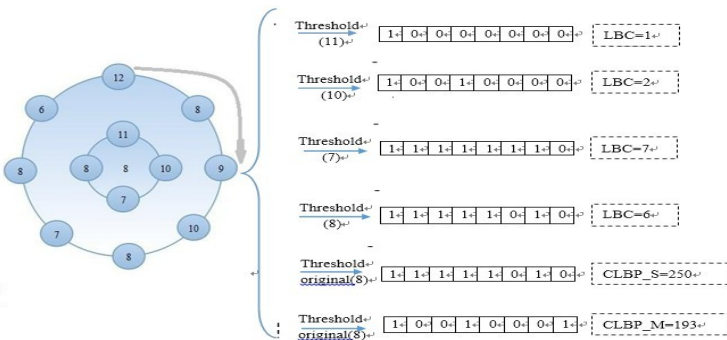 12
6
8
11
8
8
8
10
9
7
7
10
8
Threshold
(11)
1 0 0 0 0 0 0 0
LBC=1
Threshold
(10)
1 0 0 1 0 0 0 0
LBC=2
Threshold
(7)
1 1 1 1 1 1 1 0
LBC=7
Threshold
(8)
1 1 1 1 1 0 1 0
LBC=6
Threshold
original(8)
1 1 1 1 1 0 1 0
CLBP_S=250
Threshold
original(8)
1 0 0 1 0 0 0 1
CLBP_M=193